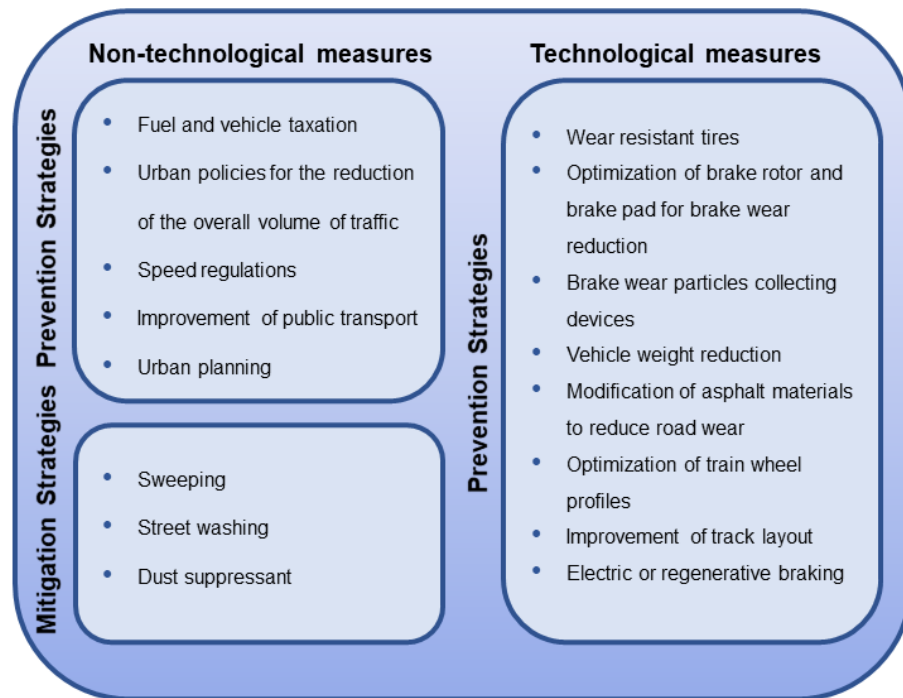 Non-technological measures
Prevention Strategies
• Fuel and vehicle taxation
• Urban policies for the reduction
of the overall volume of traffic
• Speed regulations
• Improvement of public transport
• Urban planning
Mitigation Strategies
• Sweeping
• Street washing
• Dust suppressant
Technological measures
Prevention Strategies
• Wear resistant tires
• Optimization of brake rotor and
brake pad for brake wear
reduction
• Brake wear particles collecting
devices
• Vehicle weight reduction
• Modification of asphalt materials
to reduce road wear
• Optimization of train wheel
profiles
• Improvement of track layout
• Electric or regenerative braking